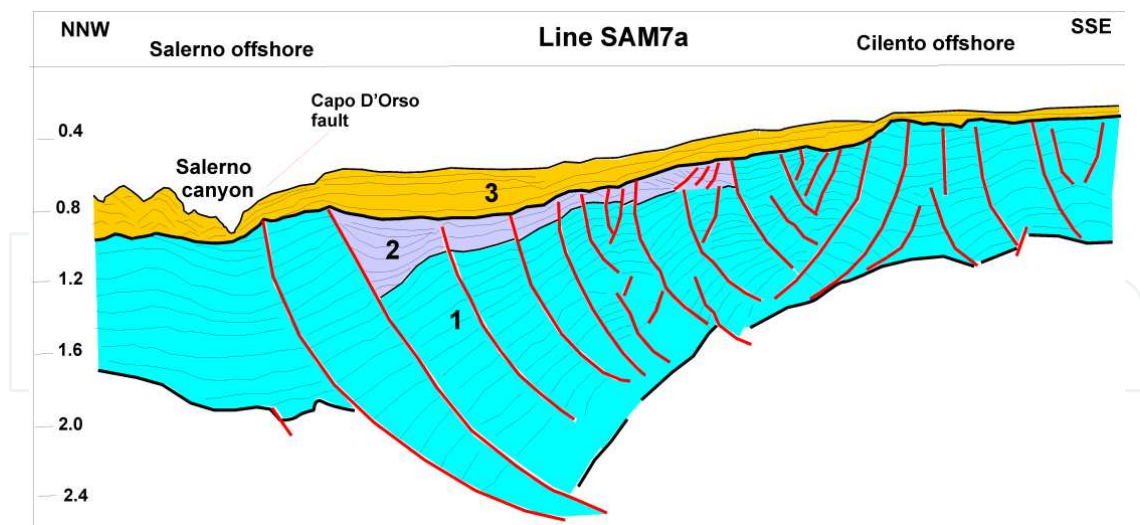 NNW
Line SAM7a
SSE
Salerno offshore
Cilento offshore
Capo D'Orso
fault
0.4
Salerno
canyon
3
0.8
2
1.2
1
1.6
2.0
2.4